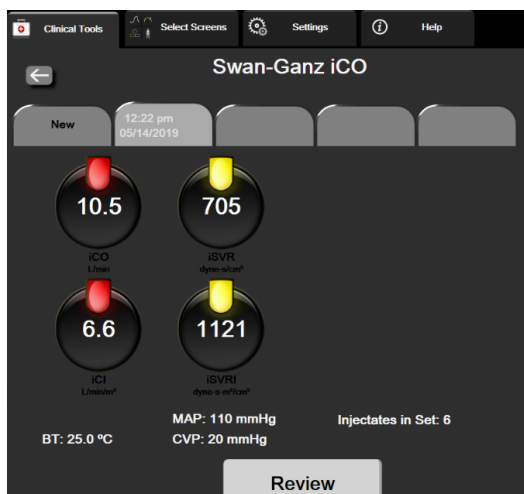 Clinical Tools Select Screens Settings Help
Swan-Ganz iCO
New
12:22 pm
05/14/2019
10.5 705
iCO iSVR
L/min dyne-s/cm⁵
6.6 1121
iCI iSVRI
L/min/m² dyne-s-m²/cm⁵
MAP: 110 mmHg Injectates in Set: 6
BT: 25.0 ºC CVP: 20 mmHg
Review